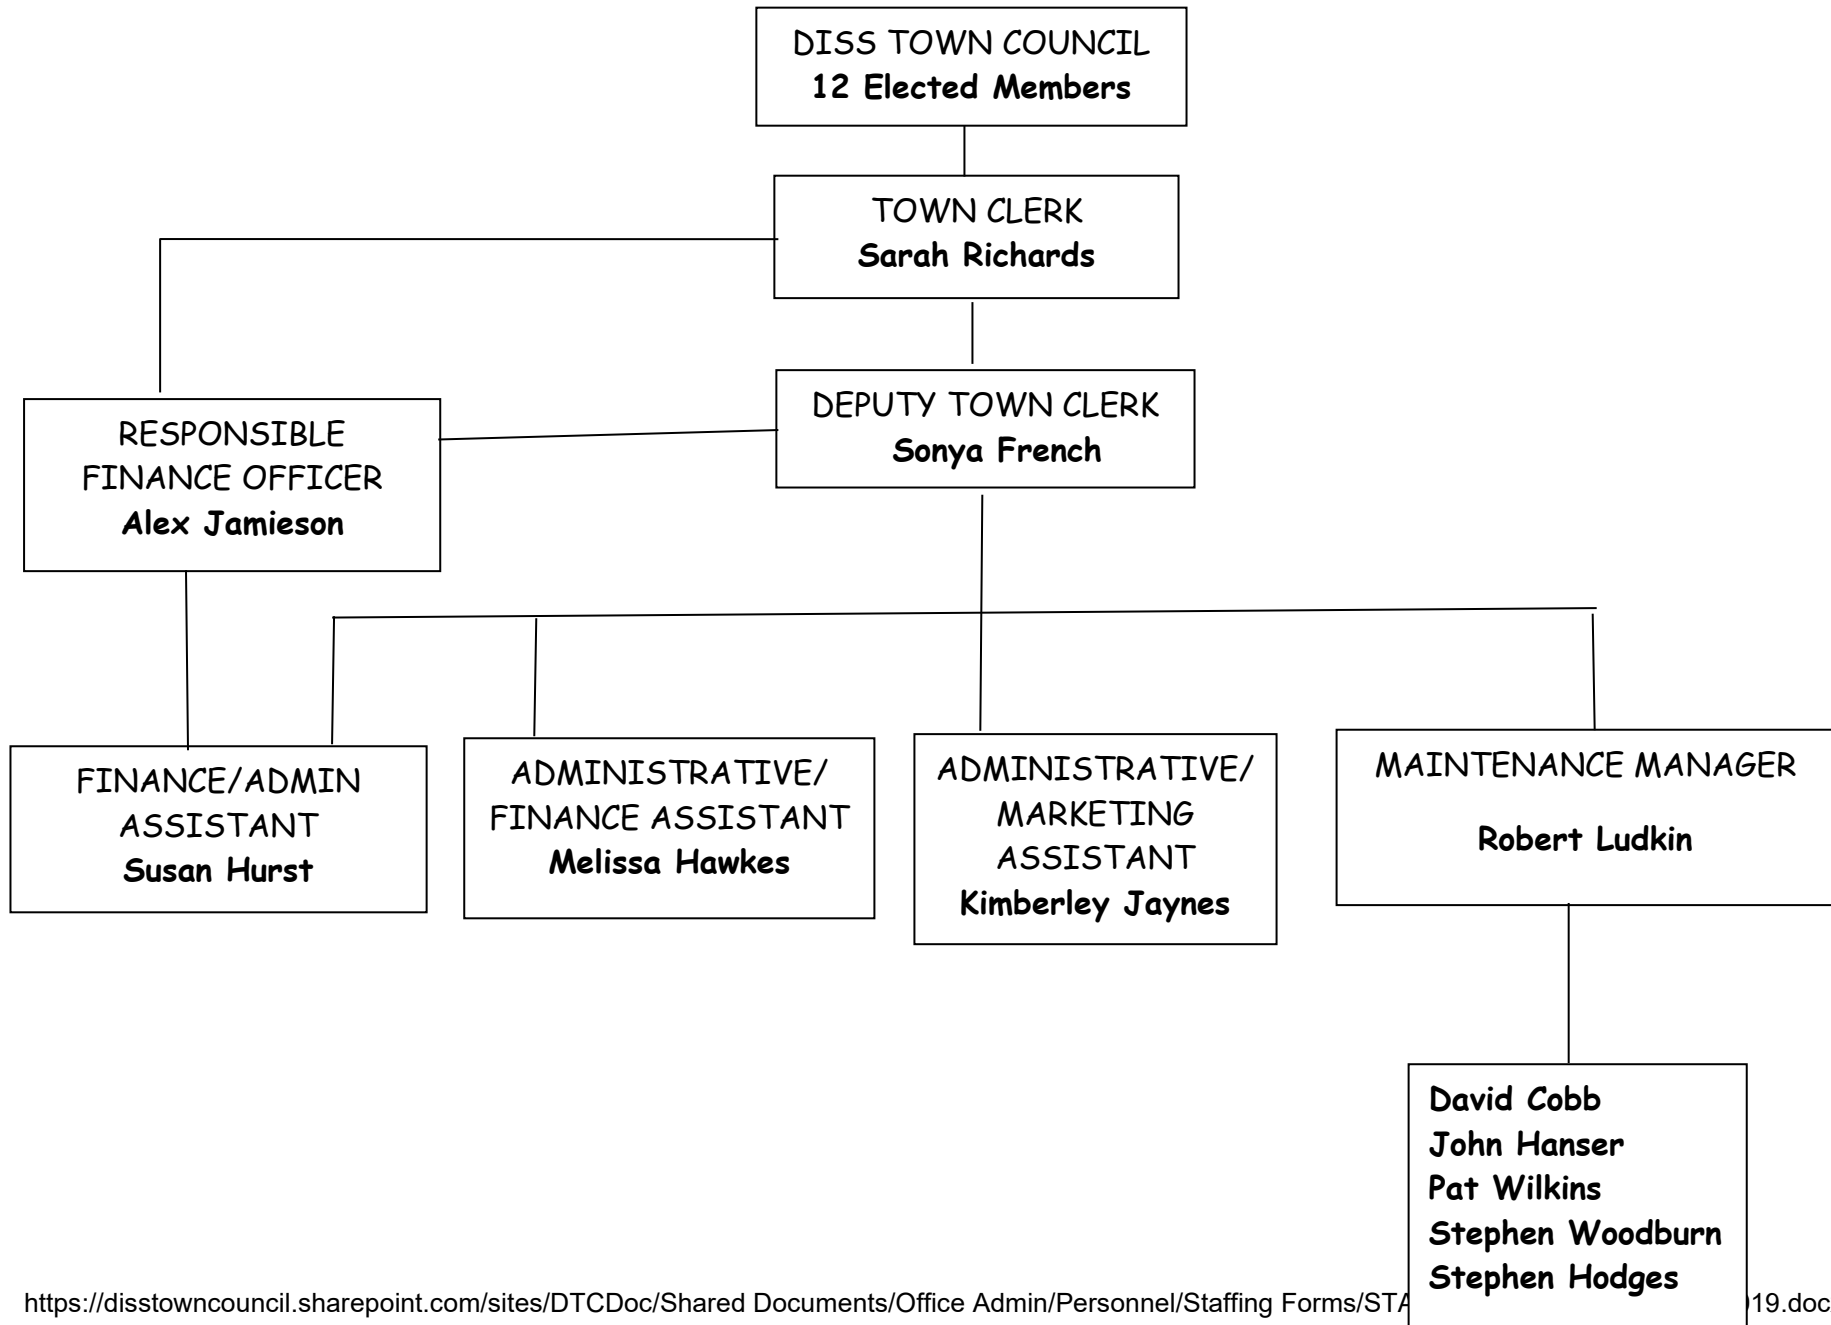 DISS TOWN COUNCIL
12 Elected Members
TOWN CLERK
Sarah Richards
DEPUTY TOWN CLERK
Sonya French
RESPONSIBLE
FINANCE OFFICER
Alex Jamieson
FINANCE/ADMIN
ASSISTANT
Susan Hurst
ADMINISTRATIVE/
FINANCE ASSISTANT
Melissa Hawkes
ADMINISTRATIVE/
MARKETING
ASSISTANT
Kimberley Jaynes
MAINTENANCE MANAGER
Robert Ludkin
David Cobb
John Hanser
Pat Wilkins
Stephen Woodburn
Stephen Hodges
https://disstowncouncil.sharepoint.com/sites/DTCDoc/Shared Documents/Office Admin/Personnel/Staffing Forms/STA 19.doc